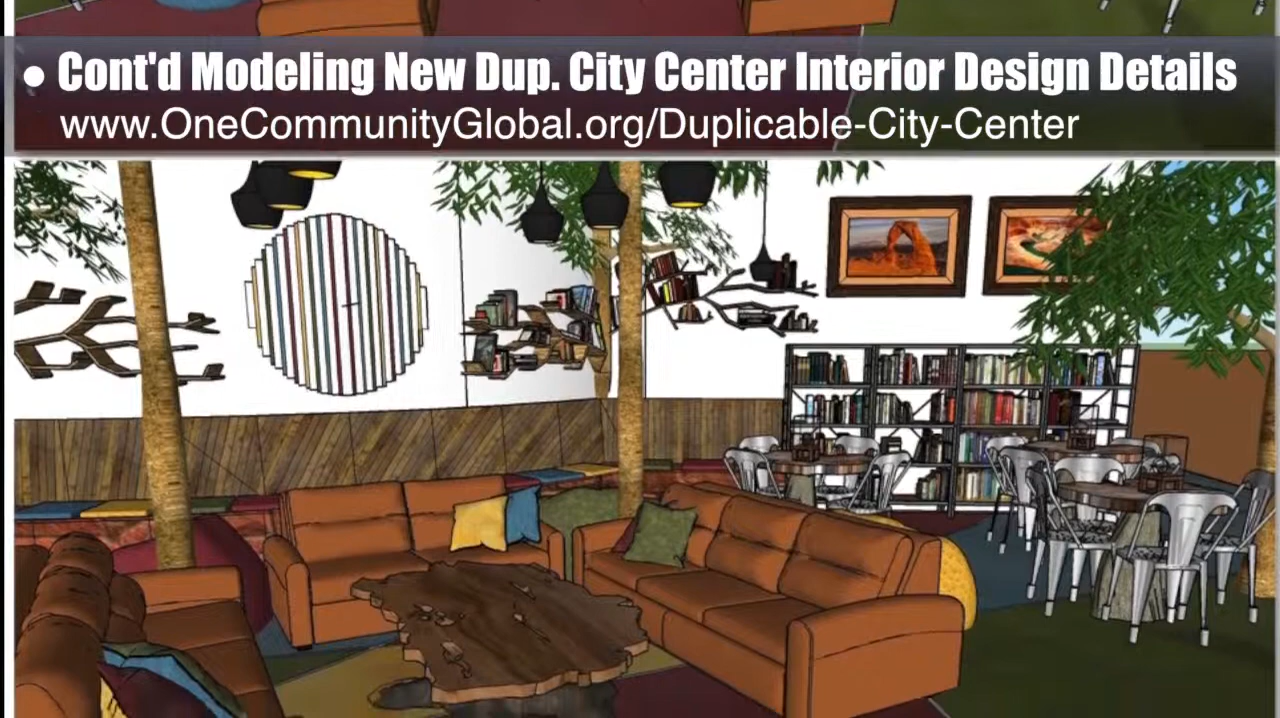 • Cont'd Modeling New Dup. City Center Interior Design Details
www.OneCommunityGlobal.org/Duplicable-City-Center